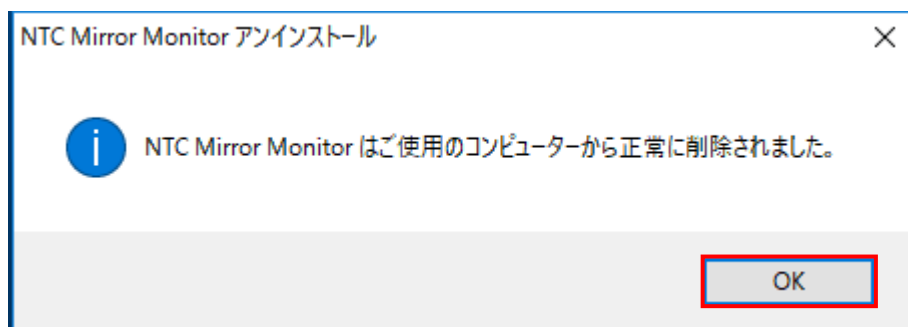 NTC Mirror Monitor アンインストール
NTC Mirror Monitor はご使用のコンピューターから正常に削除されました。
OK